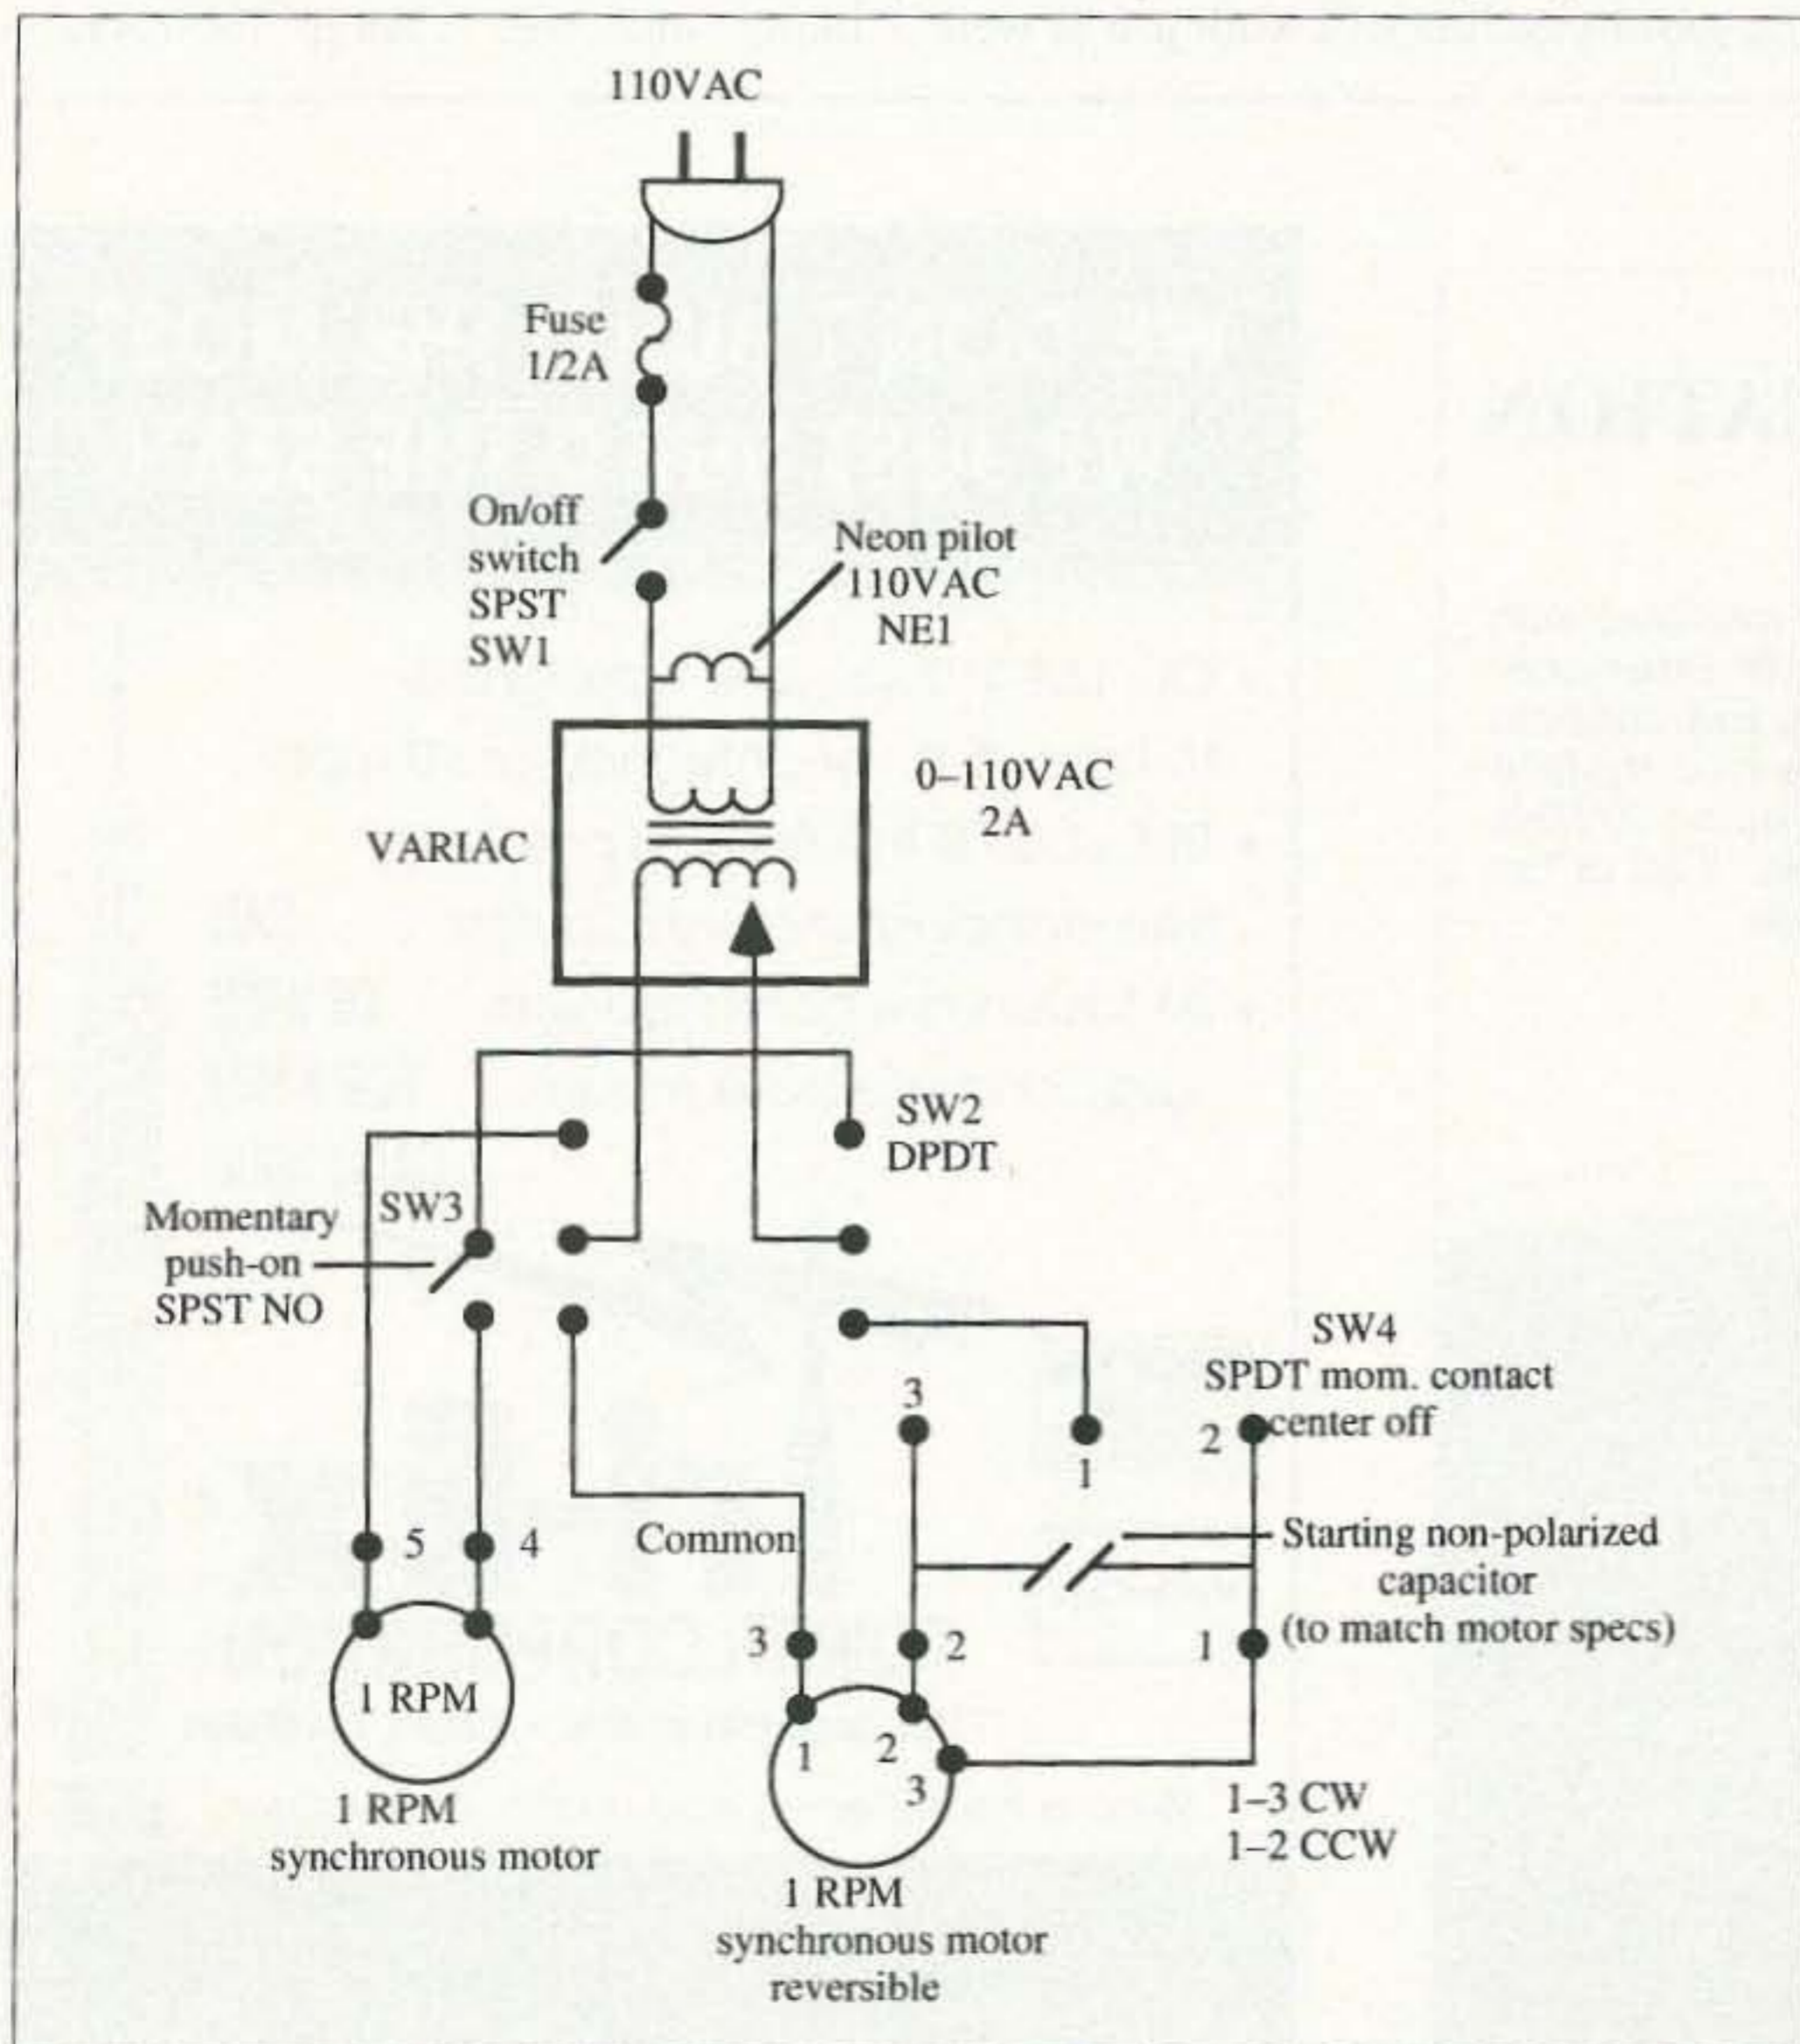 110VAC
Fuse
1/2A
On/off
switch
SPST
SW1
Neon pilot
110VAC
NE1
VARIAC
0–110VAC
2A
SW2
DPDT
Momentary
push-on
SPST NO
SW3
SW4
SPDT mom. contact
center off
3
1
2
5
4
Common
Starting non-polarized
capacitor
(to match motor specs)
3
2
1
1 RPM
1
2
3
1 RPM
synchronous motor
1–3 CW
1–2 CCW
1 RPM
synchronous motor
reversible